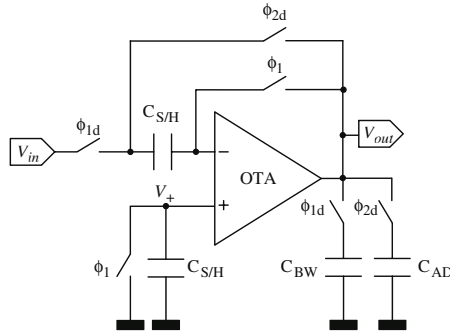 ϕ2d
ϕ1
CS/H
ϕ1d
Vin
Vout
−
OTA
V+
+
ϕ1d
ϕ2d
ϕ1
CS/H
CBW
CAD